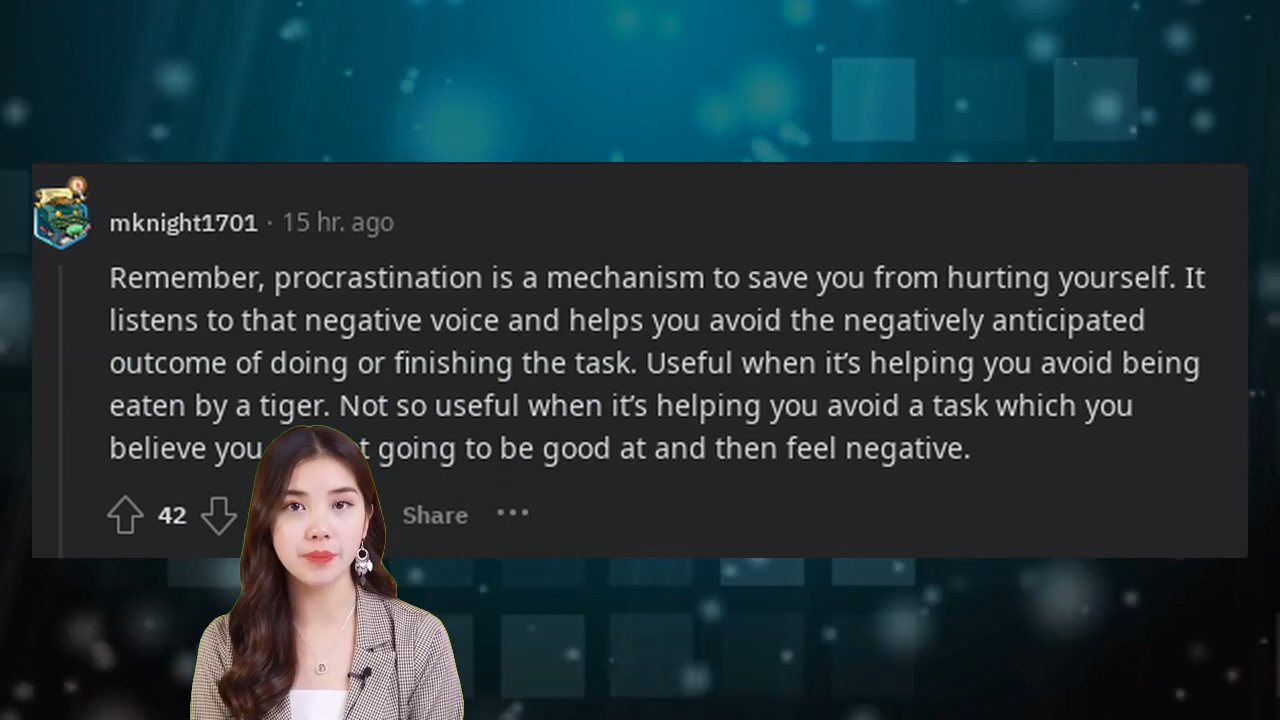 mknight1701 · 15 hr. ago
Remember, procrastination is a mechanism to save you from hurting yourself. It
listens to that negative voice and helps you avoid the negatively anticipated
outcome of doing or finishing the task. Useful when it’s helping you avoid being
eaten by a tiger. Not so useful when it’s helping you avoid a task which you
believe you going to be good at and then feel negative.
42 Share